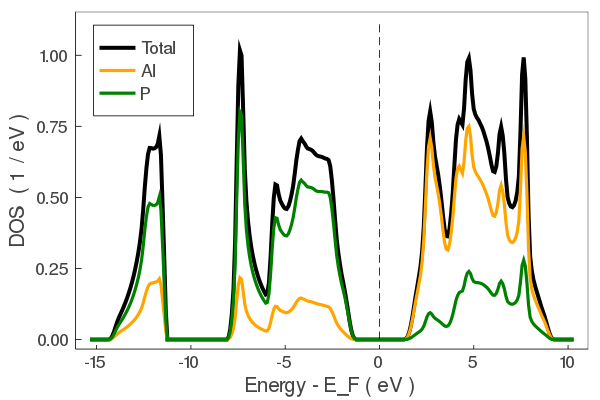 Total
Al
P
1.00
0.75
0.50
0.25
0.00
DOS ( 1 / eV )
-15 -10 -5 0 5 10
Energy - E_F ( eV )